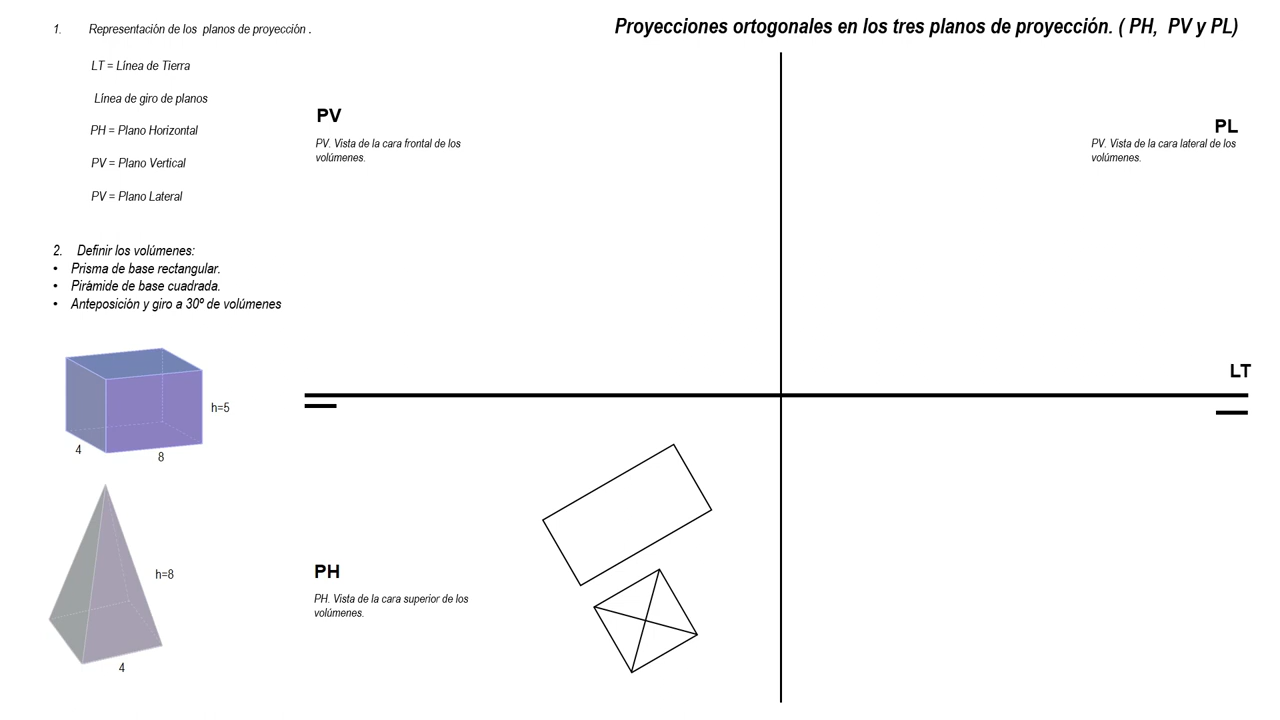 Proyecciones ortogonales en los tres planos de proyección. ( PH, PV y PL)
1. Representación de los planos de proyección .
LT = Línea de Tierra
Línea de giro de planos
PH = Plano Horizontal
PV = Plano Vertical
PV = Plano Lateral
2. Definir los volúmenes:
• Prisma de base rectangular.
• Pirámide de base cuadrada.
• Anteposición y giro a 30º de volúmenes
h=5
4
8
h=8
4
PV
PV. Vista de la cara frontal de los
volúmenes.
PL
PV. Vista de la cara lateral de los
volúmenes.
LT
PH
PH. Vista de la cara superior de los
volúmenes.